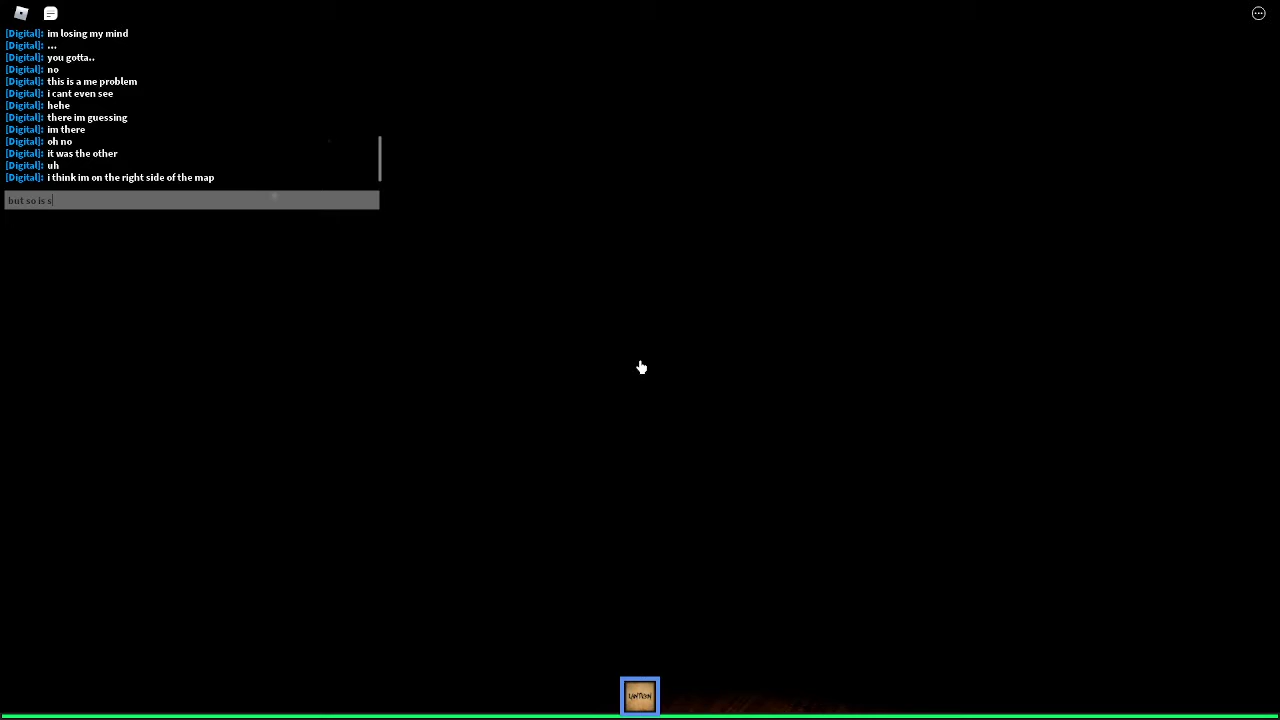 [Digital]: im losing my mind
[Digital]: ...
[Digital]: you gotta..
[Digital]: no
[Digital]: this is a me problem
[Digital]: i cant even see
[Digital]: hehe
[Digital]: there im guessing
[Digital]: im there
[Digital]: oh no
[Digital]: it was the other
[Digital]: uh
[Digital]: i think im on the right side of the map
but so is s
LANTERN